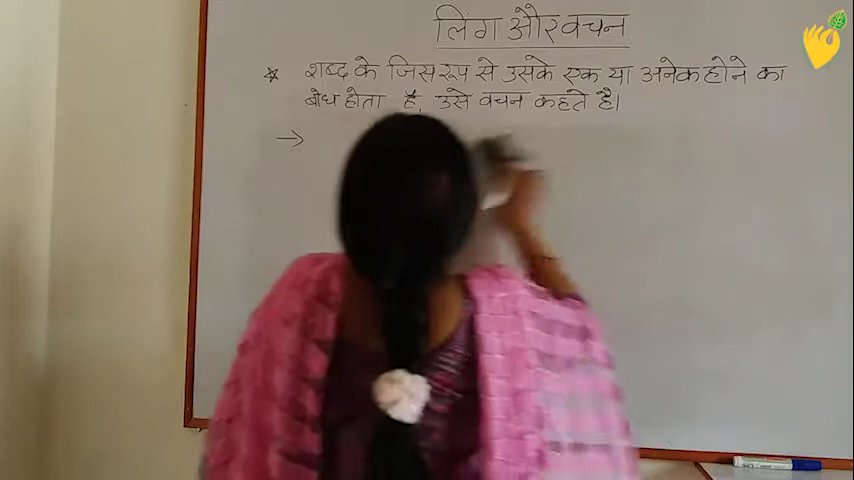 लिंग और वचन
* शब्द के जिस रूप से उसके एक या अनेक होने का
बोध होता है, उसे वचन कहते है।
→